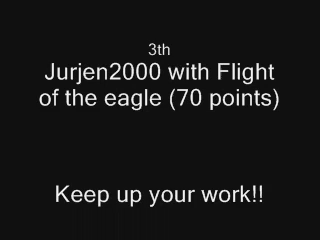 3th
Jurjen2000 with Flight
of the eagle (70 points)
Keep up your work!!